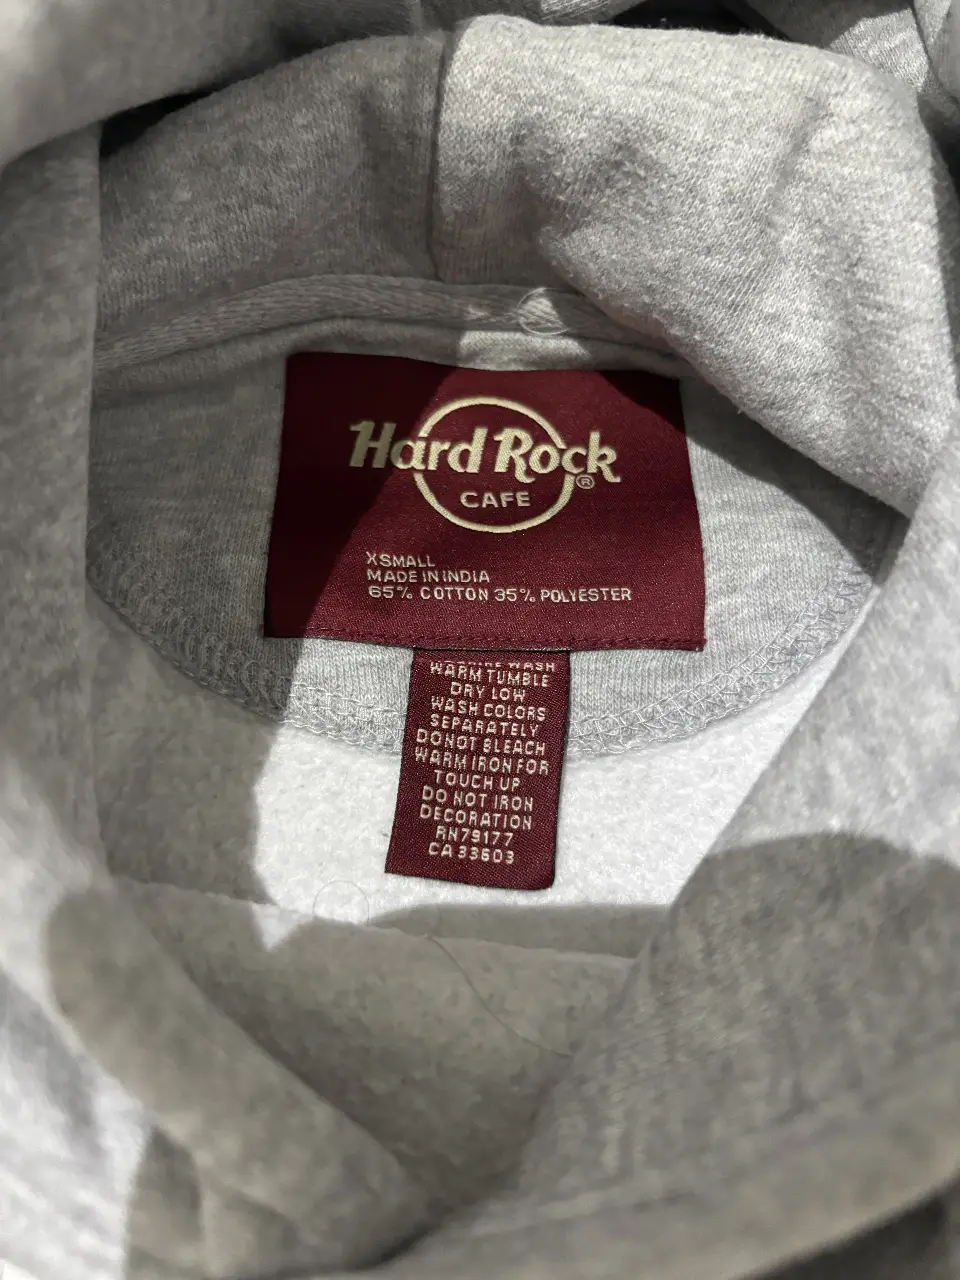 Hard Rock ®
CAFE
XSMALL
MADE IN INDIA
65% COTTON 35% POLYESTER
WASH
WARM TUMBLE
DRY LOW
WASH COLORS
SEPARATELY
DO NOT BLEACH
WARM IRON FOR
TOUCH UP
DO NOT IRON
DECORATION
RN79177
CA 33603